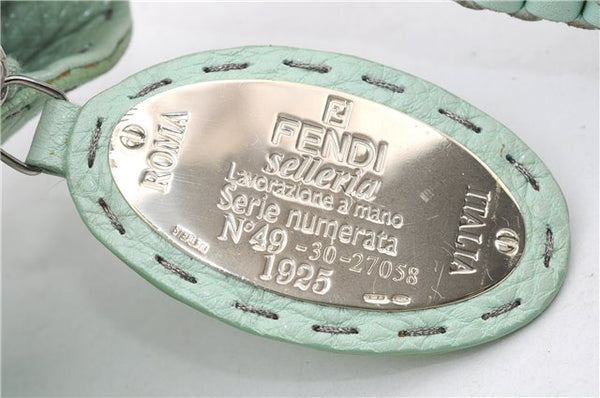 FENDI
Selleria
Lavorazione a mano
Serie numerata
N°49 -30-27058
1925
ROMA
ITALIA